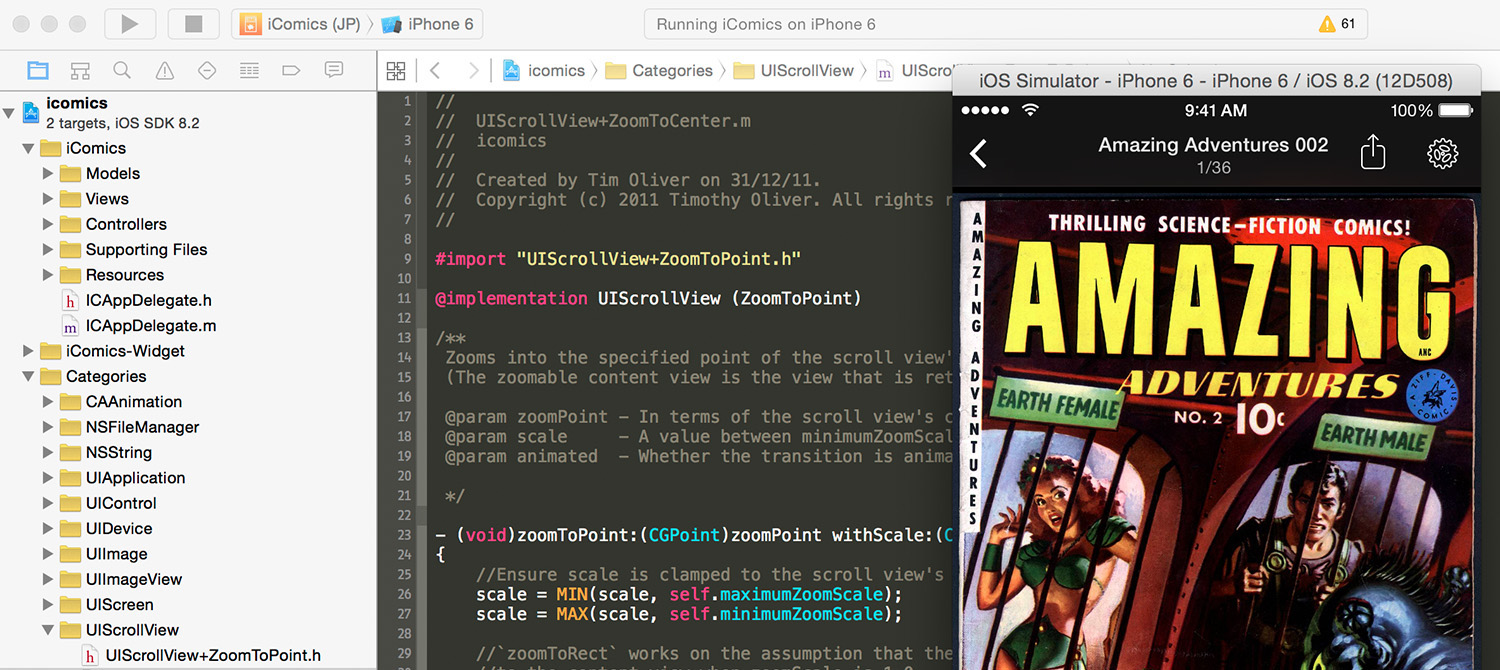 iComics (JP) iPhone 6
Running iComics on iPhone 6
61
icomics
Categories
UIScrollView
icomics
2 targets, iOS SDK 8.2
iComics
Models
Views
Controllers
Supporting Files
Resources
h ICAppDelegate.h
m ICAppDelegate.m
iComics-Widget
Categories
CAAnimation
NSFileManager
NSString
UIApplication
UIControl
UIDevice
UIImage
UIImageView
UIScreen
UIScrollView
h UIScrollView+ZoomToPoint.h
1 //
2 // UIScrollView+ZoomToCenter.m
3 // icomics
4 //
5 // Created by Tim Oliver on 31/12/11.
6 // Copyright (c) 2011 Timothy Oliver. All rights
7 //
8
9 #import "UIScrollView+ZoomToPoint.h"
10
11 @implementation UIScrollView (ZoomToPoint)
12
13 /**
14 Zooms into the specified point of the scroll view'
15 (The zoomable content view is the view that is ret
16
17 @param zoomPoint - In terms of the scroll view's c
18 @param scale - A value between minimumZoomScal
19 @param animated - Whether the transition is anima
20
21 */
22
23 - (void)zoomToPoint:(CGPoint)zoomPoint withScale:(C
24 {
25 //Ensure scale is clamped to the scroll view's
26 scale = MIN(scale, self.maximumZoomScale);
27 scale = MAX(scale, self.minimumZoomScale);
28
29 //`zoomToRect` works on the assumption that the
iOS Simulator - iPhone 6 - iPhone 6 / iOS 8.2 (12D508)
9:41 AM
100%
Amazing Adventures 002
1/36
AMAZING ADVENTURES
THRILLING SCIENCE-FICTION COMICS!
AMAZING
ANC
ADVENTURES
NO. 2 10¢
A ZIFF-DAVIS COMIC
EARTH FEMALE
EARTH MALE